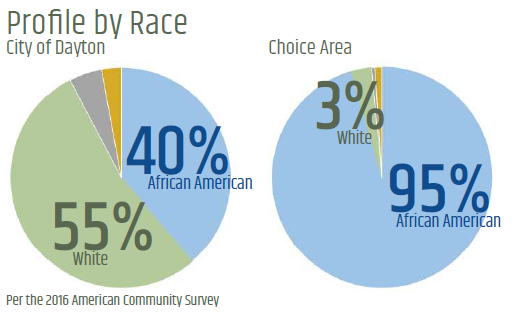 Profile by Race
City of Dayton
Choice Area
40%
African American
55%
White
3%
White
95%
African American
Per the 2016 American Community Survey